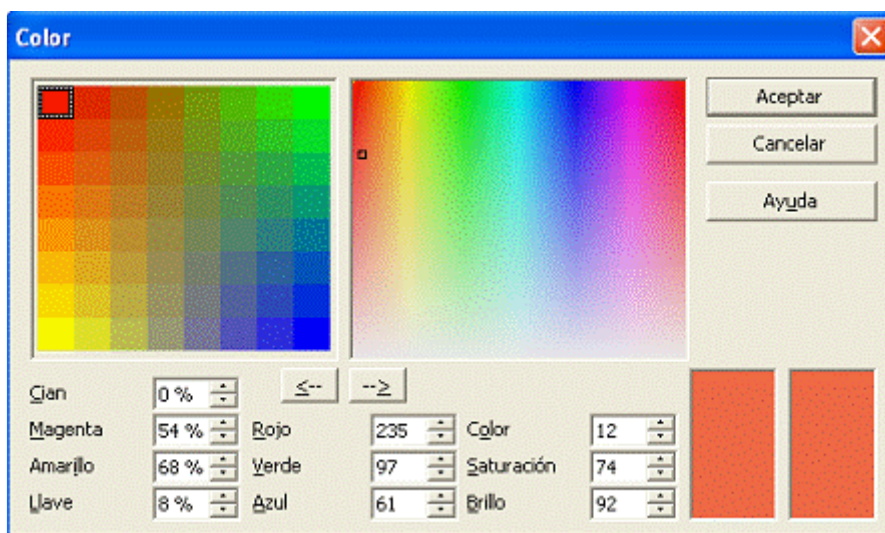 Color
Aceptar
Cancelar
Ayuda
<-- -->
Cian 0 %
Magenta 54 % Rojo 235 Color 12
Amarillo 68 % Verde 97 Saturación 74
Llave 8 % Azul 61 Brillo 92